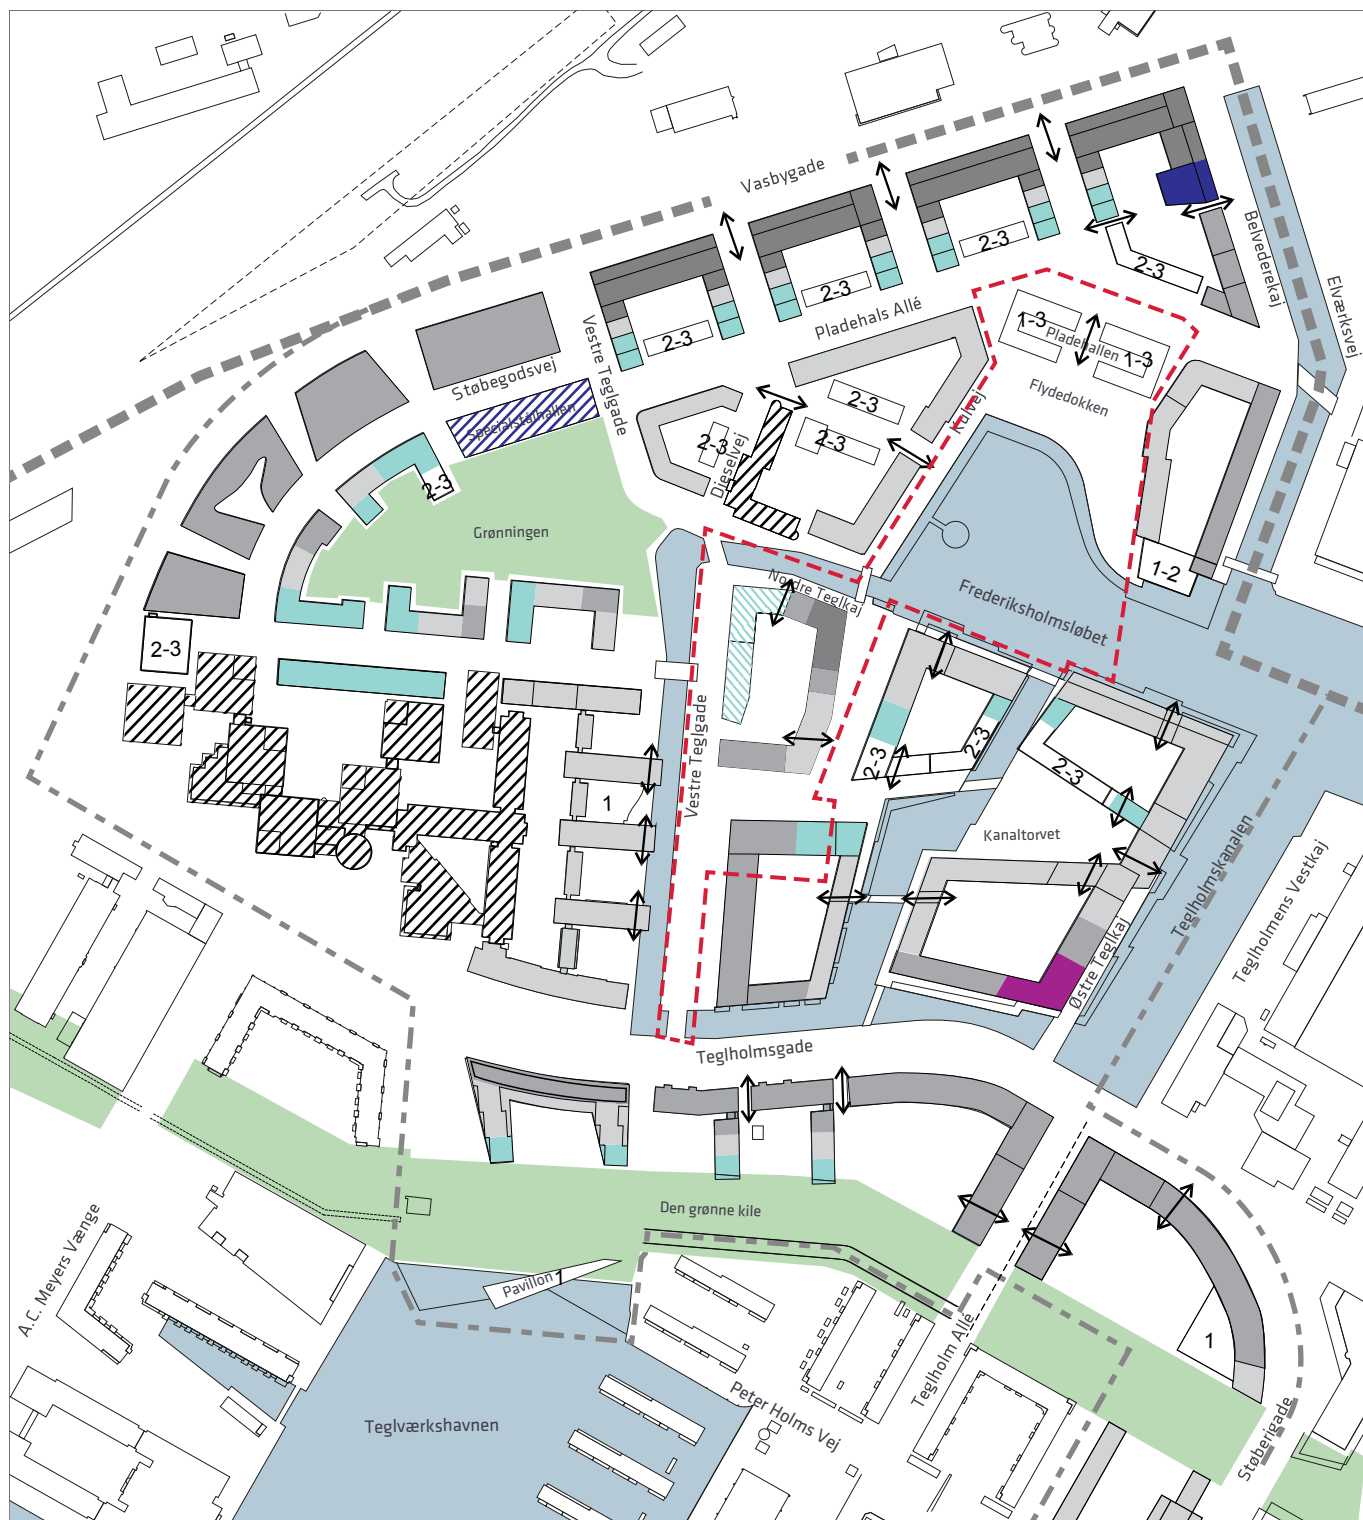 Vasbygade
Belvederekaj
Elværksvej
2-3
2-3
2-3
2-3
2-3
Pladehals Allé
Vestre Teglgade
Støbegodsvej
Specialstålhallen
1-3
Pladehallen
1-3
Flydedokken
Kulvej
2-3
2-3
2-3
Dieselvej
2-3
Grønningen
1-2
Nordre Teglkaj
Frederiksholmsløbet
2-3
2-3
2-3
2-3
Vestre Teglgade
1
Kanaltorvet
Teglholmskanalen
Teglholmens Vestkaj
Østre Teglkaj
Teglholmsgade
Den grønne kile
A.C. Meyers Vænge
Pavillon 1
1
Teglholm Allé
Peter Holms Vej
Støberigade
Teglværkshavnen